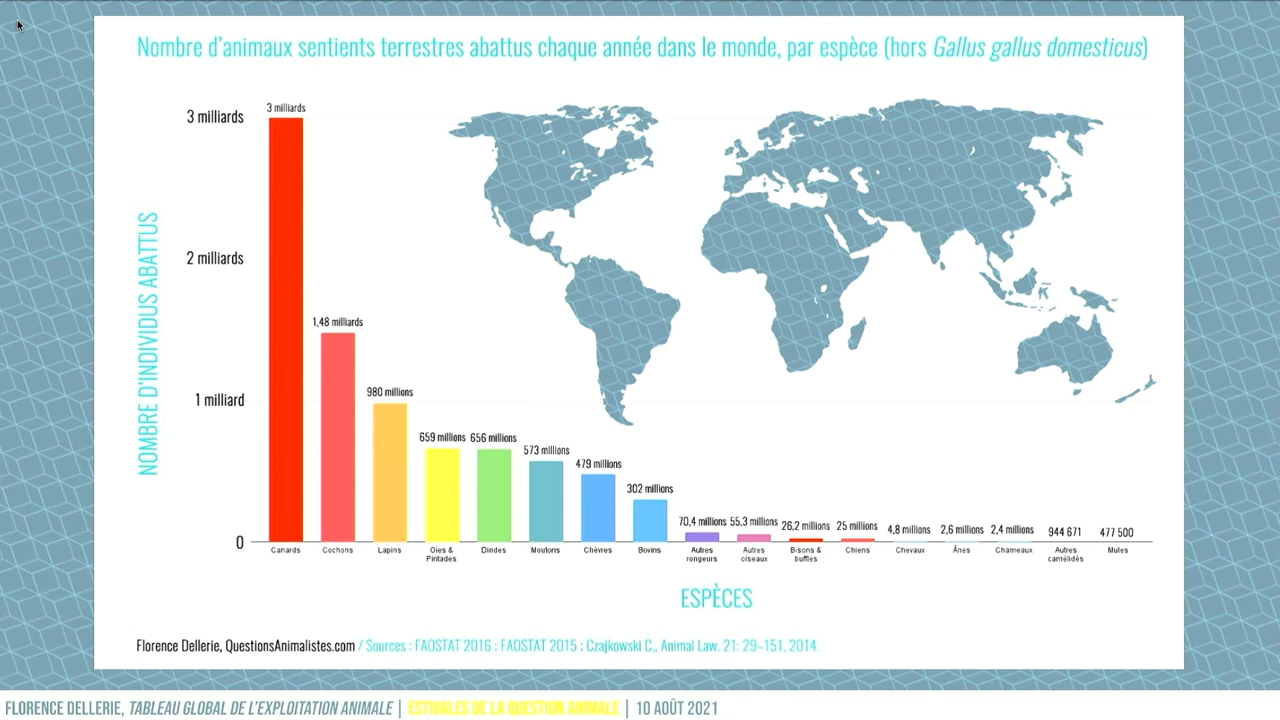 Nombre d'animaux sentients terrestres abattus chaque année dans le monde, par espèce (hors Gallus gallus domesticus)
NOMBRE D'INDIVIDUS ABATTUS
3 milliards
2 milliards
1 milliard
0
3 milliards
1,48 milliards
980 millions
659 millions
656 millions
573 millions
479 millions
302 millions
70,4 millions
55,3 millions
26,2 millions
25 millions
4,8 millions
2,6 millions
2,4 millions
944 671
477 500
Canards
Cochons
Lapins
Oies &
Pintades
Dindes
Moutons
Chèvres
Bovins
Autres
rongeurs
Autres
oiseaux
Bisons &
buffles
Chiens
Chevaux
Ânes
Chameaux
Autres
camélidés
Mules
ESPÈCES
Florence Dellerie, QuestionsAnimalistes.com / Sources : FAOSTAT 2016 ; FAOSTAT 2015 ; Czajkowski C., Animal Law. 21: 29–151, 2014.
FLORENCE DELLERIE, TABLEAU GLOBAL DE L'EXPLOITATION ANIMALE | ESTIVALES DE LA QUESTION ANIMALE | 10 AOÛT 2021